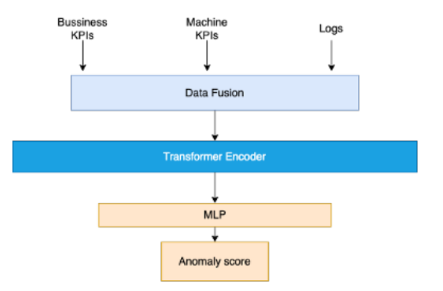 Bussiness
KPIs
Machine
KPIs
Logs
Data Fusion
Transformer Encoder
MLP
Anomaly score